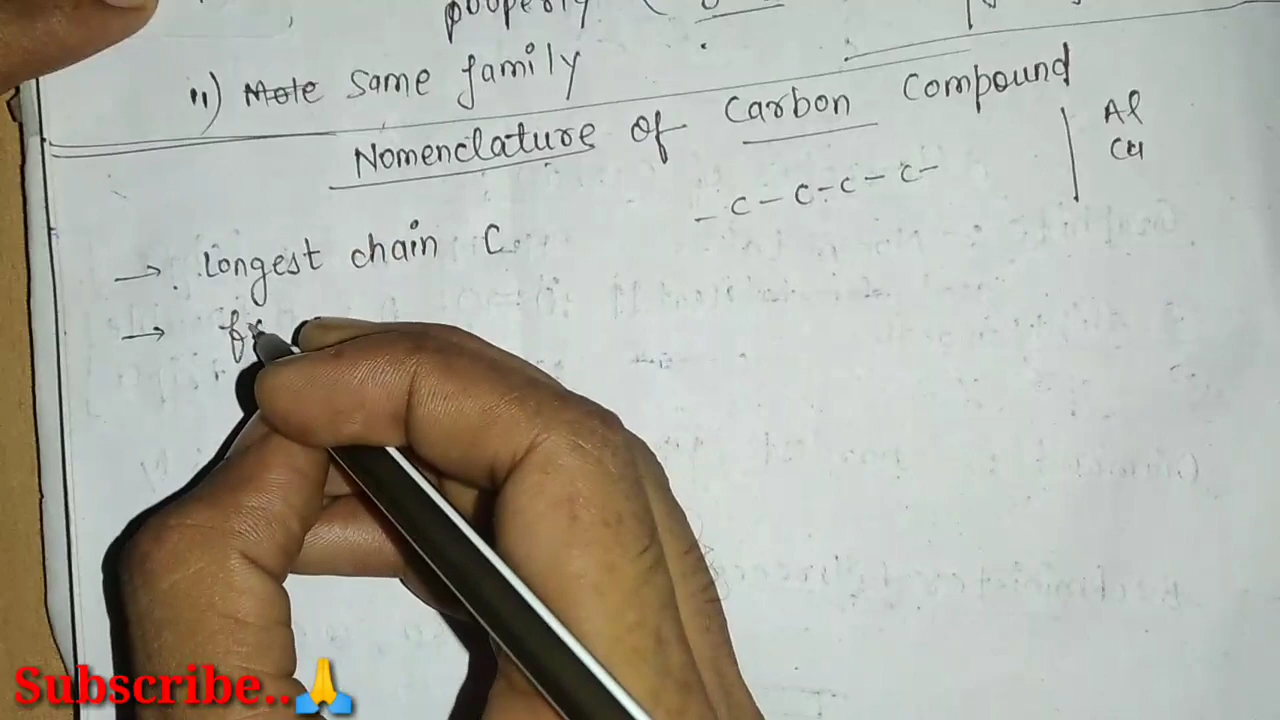 ii) Mole Same family
Nomenclature of Carbon Compound
- C - C - C - C -
Al
→ Longest chain C
→
Subscribe..🙏